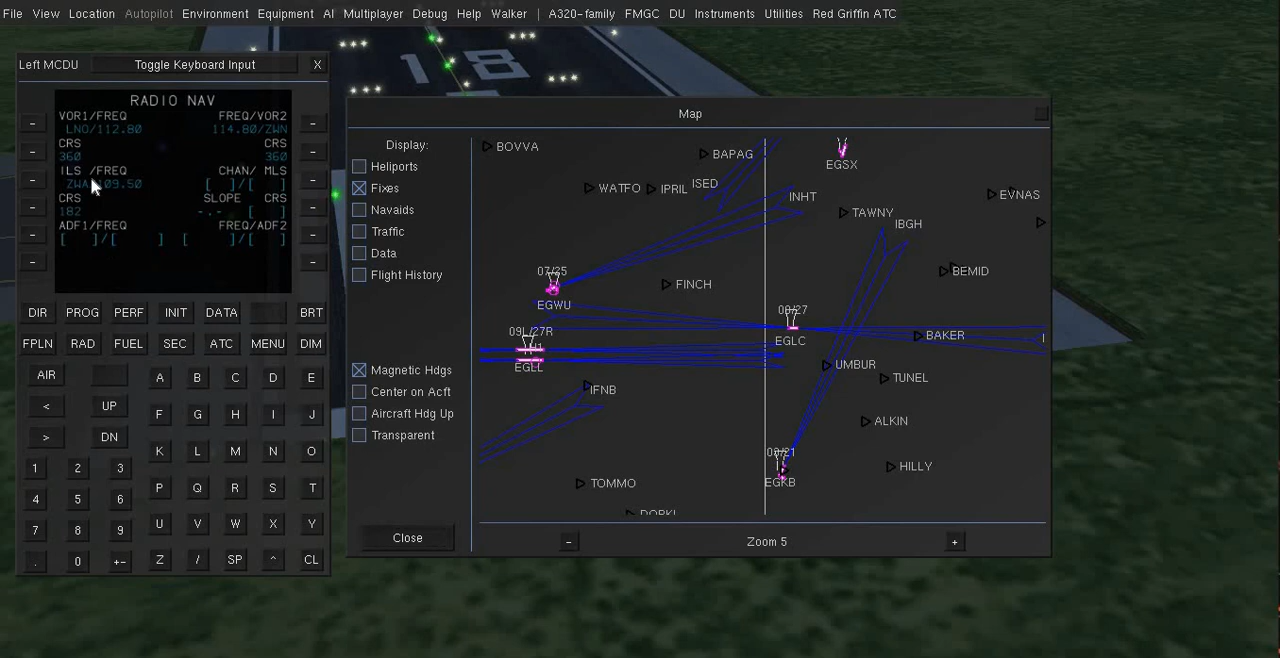 File View Location Autopilot Environment Equipment AI Multiplayer Debug Help Walker | A320-family FMGC DU Instruments Utilities Red Griffin ATC
18
Left MCDU Toggle Keyboard Input X
RADIO NAV
VOR1/FREQ FREQ/VOR2
LNO/112.80 114.80/ZWN
CRS CRS
360 360
ILS /FREQ CHAN/ MLS
109.50 [ ]/[ ]
CRS SLOPE CRS
182 -.- [ ]
ADF1/FREQ FREQ/ADF2
[ ]/[ ] [ ]/[ ]
DIR PROG PERF INIT DATA BRT
FPLN RAD FUEL SEC ATC MENU DIM
AIR
< UP
> DN
A B C D E
F G H I J
K L M N O
P Q R S T
U V W X Y
Z / SP ^ CL
1 2 3
4 5 6
7 8 9
. 0 +-
Map
Display:
Heliports
Fixes
Navaids
Traffic
Data
Flight History
Magnetic Hdgs
Center on Acft
Aircraft Hdg Up
Transparent
Close
BOVVA
BAPAG
EGSX
WATFO
IPRIL
ISED
INHT
EVNAS
TAWNY
IBGH
07/25
EGWU
FINCH
BEMID
EGLC
BAKER
09L/27R
EGLL
UMBUR
TUNEL
IFNB
ALKIN
EGKB
HILLY
TOMMO
- Zoom 5 +